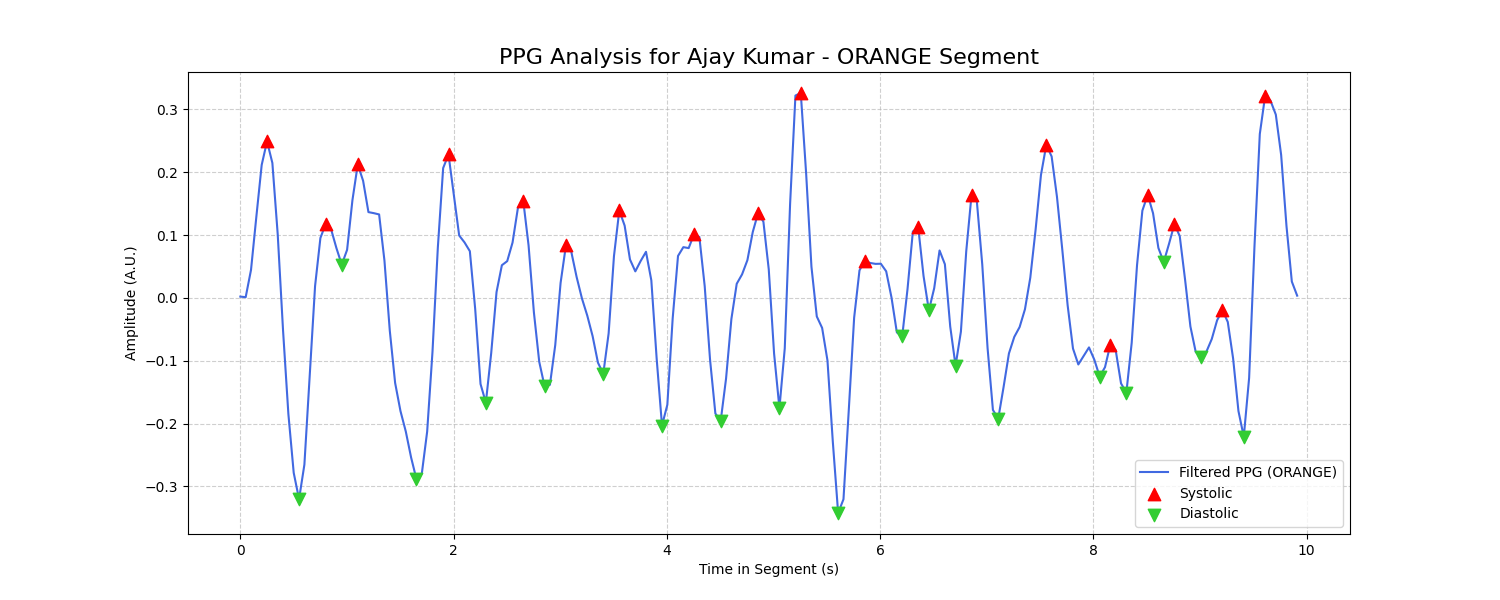 PPG Analysis for Ajay Kumar - ORANGE Segment
Amplitude (A.U.)
0.3
0.2
0.1
0.0
−0.1
−0.2
−0.3
0 2 4 6 8 10
Time in Segment (s)
Filtered PPG (ORANGE)
Systolic
Diastolic